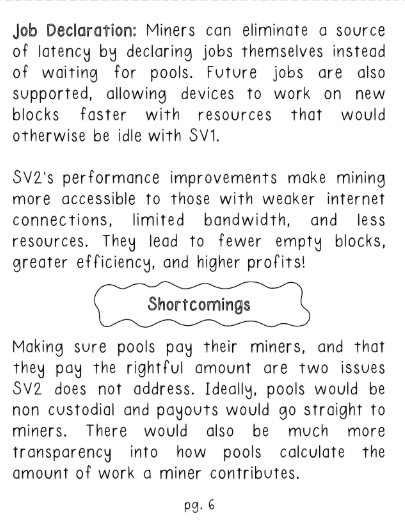 Job Declaration: Miners can eliminate a source
of latency by declaring jobs themselves instead
of waiting for pools. Future jobs are also
supported, allowing devices to work on new
blocks faster with resources that would
otherwise be idle with SV1.
SV2's performance improvements make mining
more accessible to those with weaker internet
connections, limited bandwidth, and less
resources. They lead to fewer empty blocks,
greater efficiency, and higher profits!
Shortcomings
Making sure pools pay their miners, and that
they pay the rightful amount are two issues
SV2 does not address. Ideally, pools would be
non custodial and payouts would go straight to
miners. There would also be much more
transparency into how pools calculate the
amount of work a miner contributes.
pg. 6